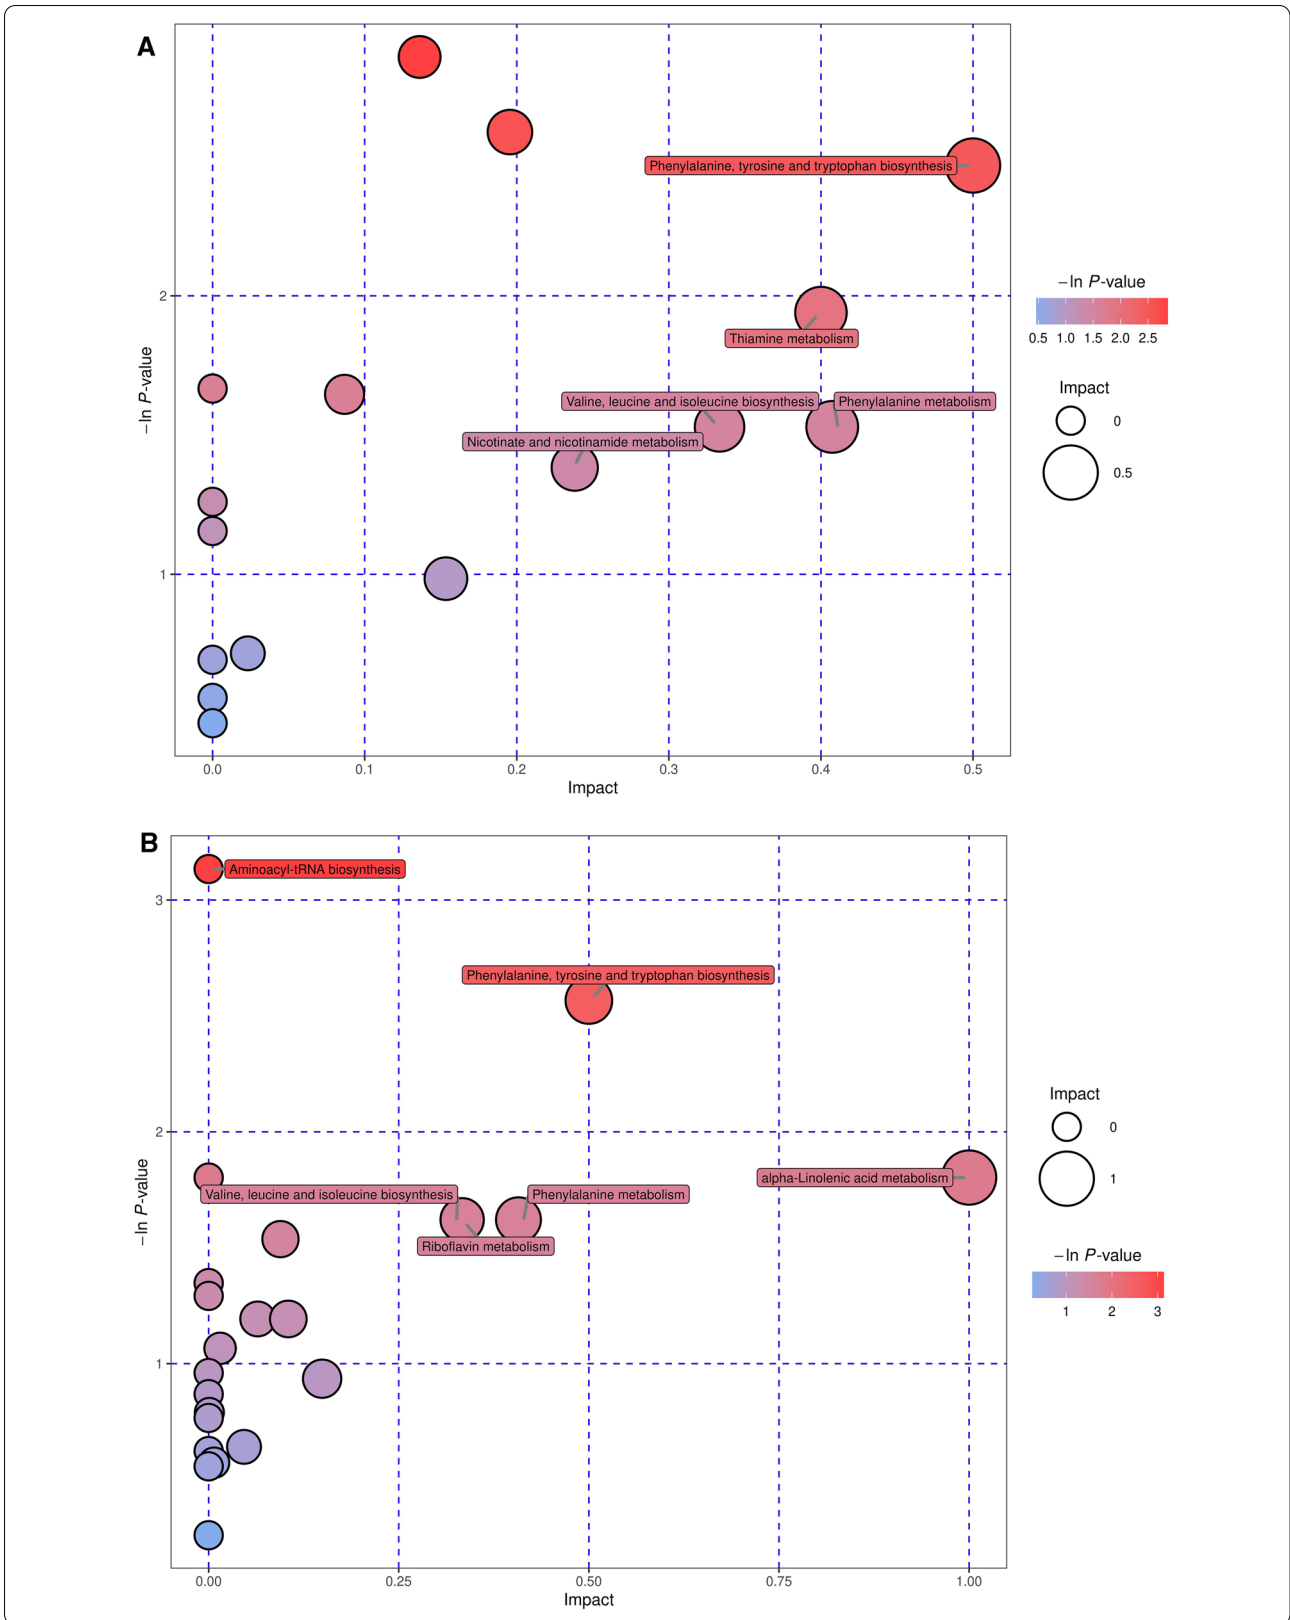 A
Phenylalanine, tyrosine and tryptophan biosynthesis
Thiamine metabolism
Valine, leucine and isoleucine biosynthesis
Phenylalanine metabolism
Nicotinate and nicotinamide metabolism
2
1
−ln P-value
0.0 0.1 0.2 0.3 0.4 0.5
Impact
−ln P-value
0.5 1.0 1.5 2.0 2.5
Impact
0
0.5
B
Aminoacyl-tRNA biosynthesis
Phenylalanine, tyrosine and tryptophan biosynthesis
alpha-Linolenic acid metabolism
Valine, leucine and isoleucine biosynthesis
Phenylalanine metabolism
Riboflavin metabolism
3
2
1
−ln P-value
0.00 0.25 0.50 0.75 1.00
Impact
Impact
0
1
−ln P-value
1 2 3